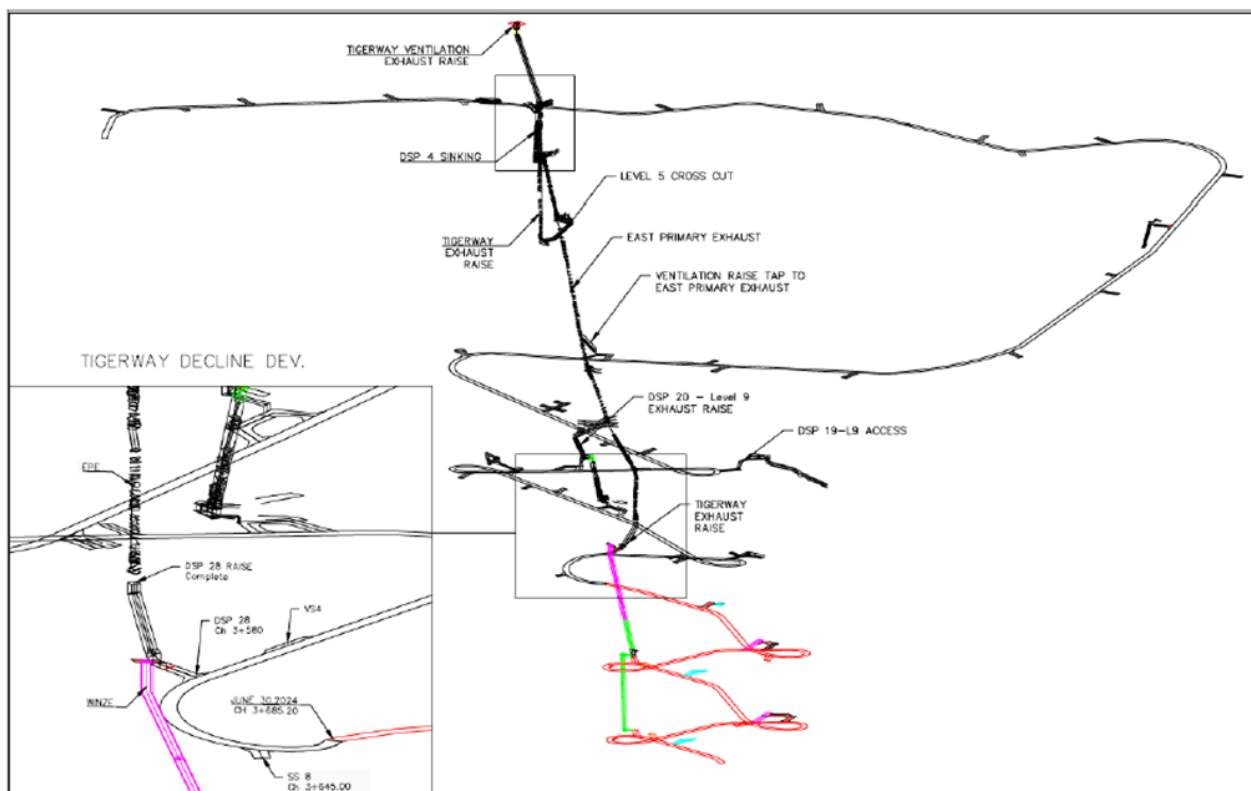 TIGERWAY VENTILATION
EXHAUST RAISE
DSP 4 SINKING
LEVEL 5 CROSS CUT
TIGERWAY
EXHAUST
RAISE
EAST PRIMARY EXHAUST
VENTILATION RAISE TAP TO
EAST PRIMARY EXHAUST
TIGERWAY DECLINE DEV.
DSP 20 - Level 9
EXHAUST RAISE
DSP 19-L9 ACCESS
TIGERWAY
EXHAUST
RAISE
EPE
DSP 28 RAISE
Complete
DSP 28
Ch 3+580
VS4
WINZE
JUNE 30,2024
CH 3+685.20
SS 8
Ch 3+645.00